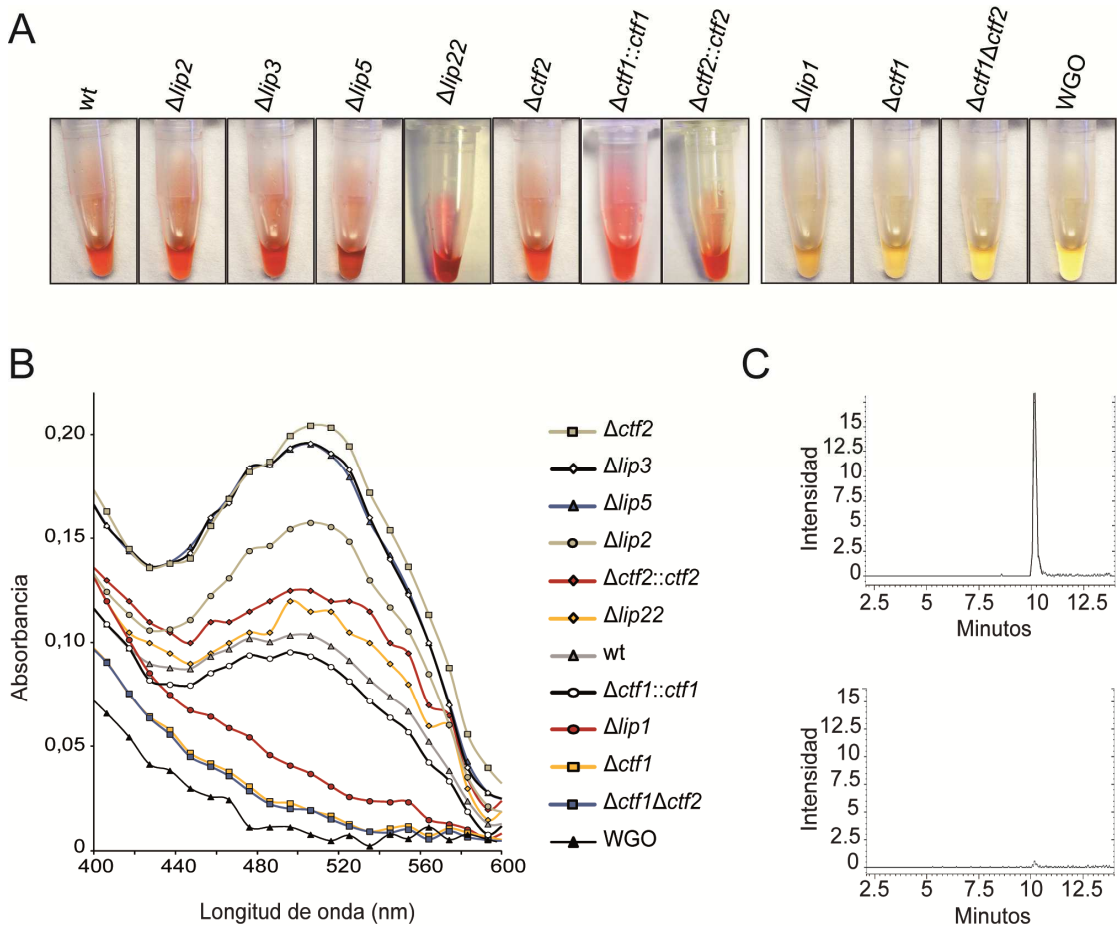 A
wt
Δlip2
Δlip3
Δlip5
Δlip22
Δctf2
Δctf1::ctf1
Δctf2::ctf2
Δlip1
Δctf1
Δctf1Δctf2
WGO
B
0,20
0,15
0,10
0,05
0
Absorbancia
400
440
480
520
560
600
Longitud de onda (nm)
Δctf2
Δlip3
Δlip5
Δlip2
Δctf2::ctf2
Δlip22
wt
Δctf1::ctf1
Δlip1
Δctf1
Δctf1Δctf2
WGO
C
Intensidad
15
12.5
10
7.5
5
2.5
0
2.5
5
7.5
10
12.5
Minutos
Intensidad
15
12.5
10
7.5
5
2.5
0
2.5
5
7.5
10
12.5
Minutos